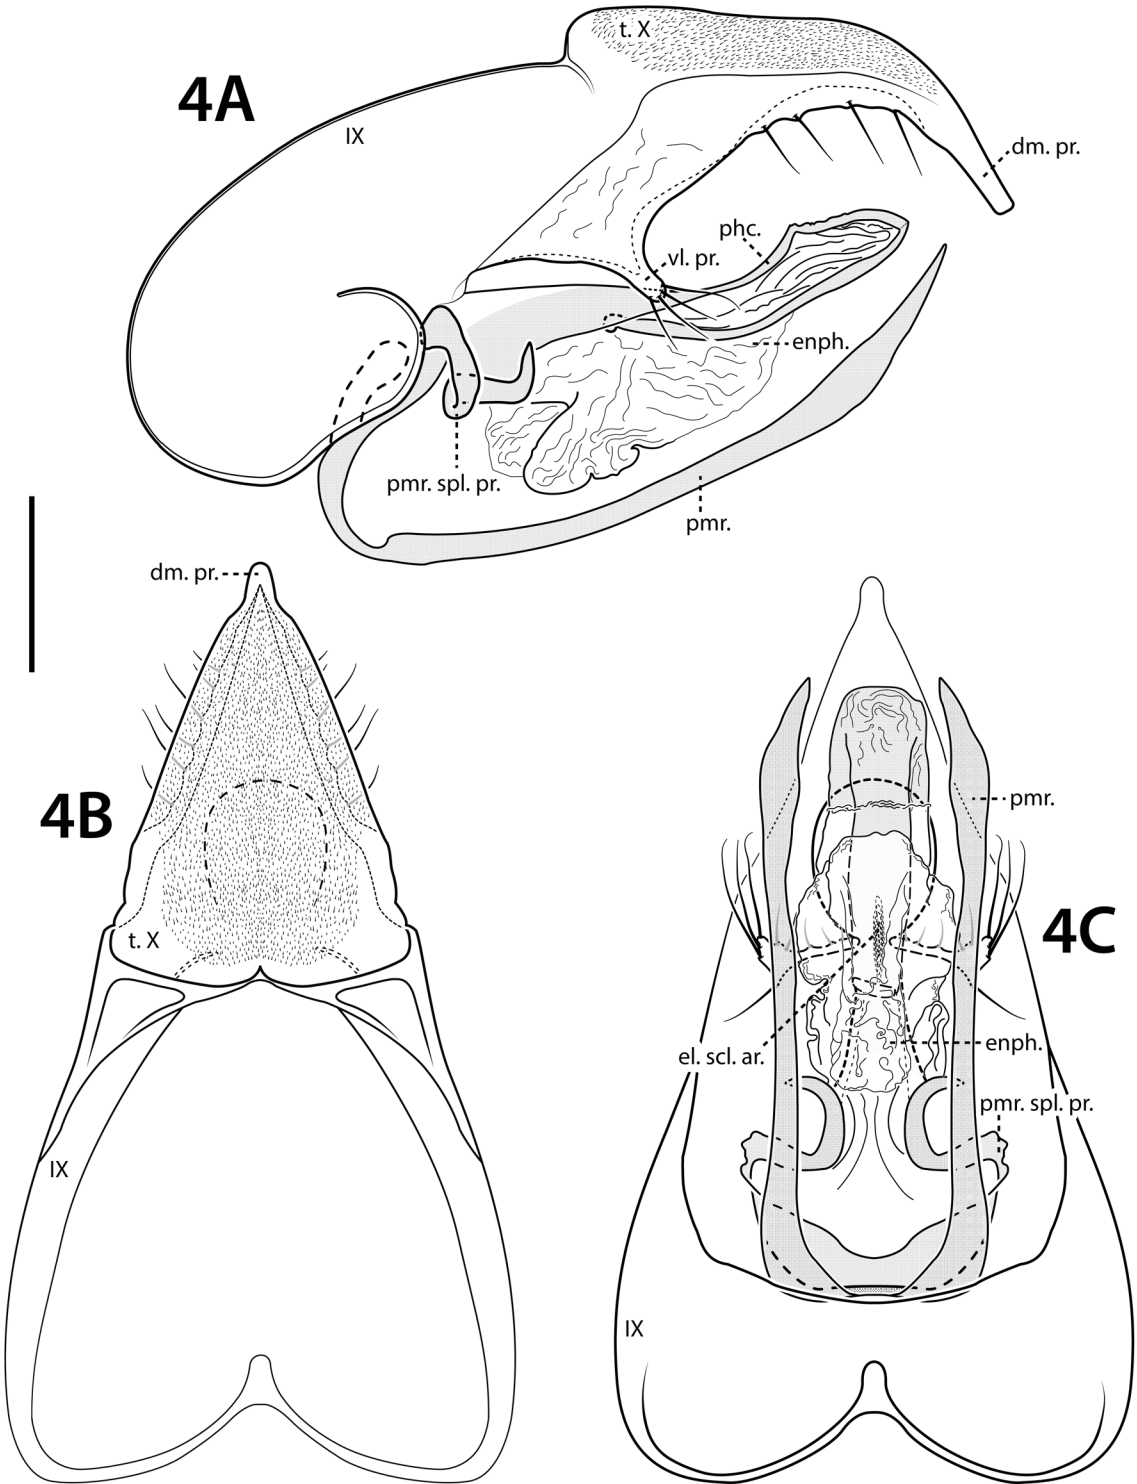 t. X
4A
IX
dm. pr.
phc.
vl. pr.
enph.
pmr. spl. pr.
pmr.
dm. pr.
4B
t. X
IX
pmr.
4C
el. scl. ar.
enph.
pmr. spl. pr.
IX